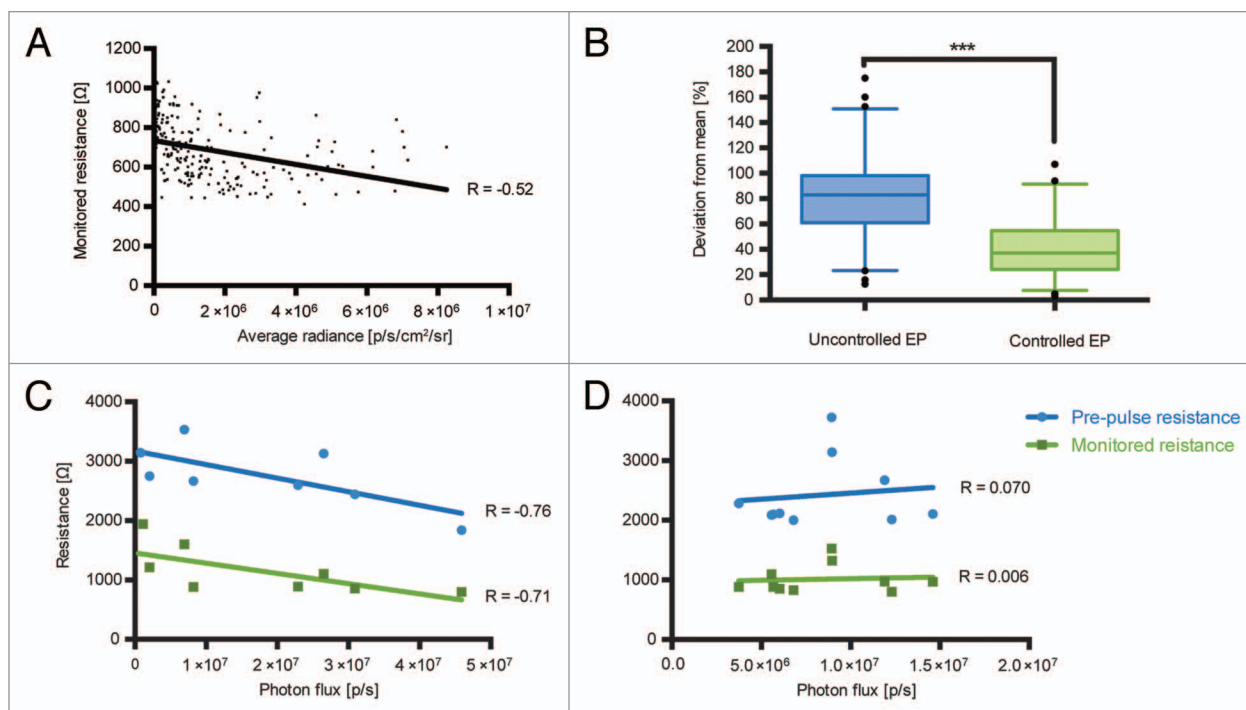 A
1200
1000
800
600
400
200
0
Monitored resistance [Ω]
R = -0.52
0
2×10⁶
4×10⁶
6×10⁶
8×10⁶
1×10⁷
Average radiance [p/s/cm²/sr]
B
200
180
160
140
120
100
80
60
40
20
0
Deviation from mean [%]
***
Uncontrolled EP
Controlled EP
C
4000
3000
2000
1000
0
Resistance [Ω]
R = -0.76
R = -0.71
0
1×10⁷
2×10⁷
3×10⁷
4×10⁷
5×10⁷
Photon flux [p/s]
D
4000
3000
2000
1000
0
Pre-pulse resistance
Monitored reistance
R = 0.070
R = 0.006
0.0
5.0×10⁶
1.0×10⁷
1.5×10⁷
2.0×10⁷
Photon flux [p/s]